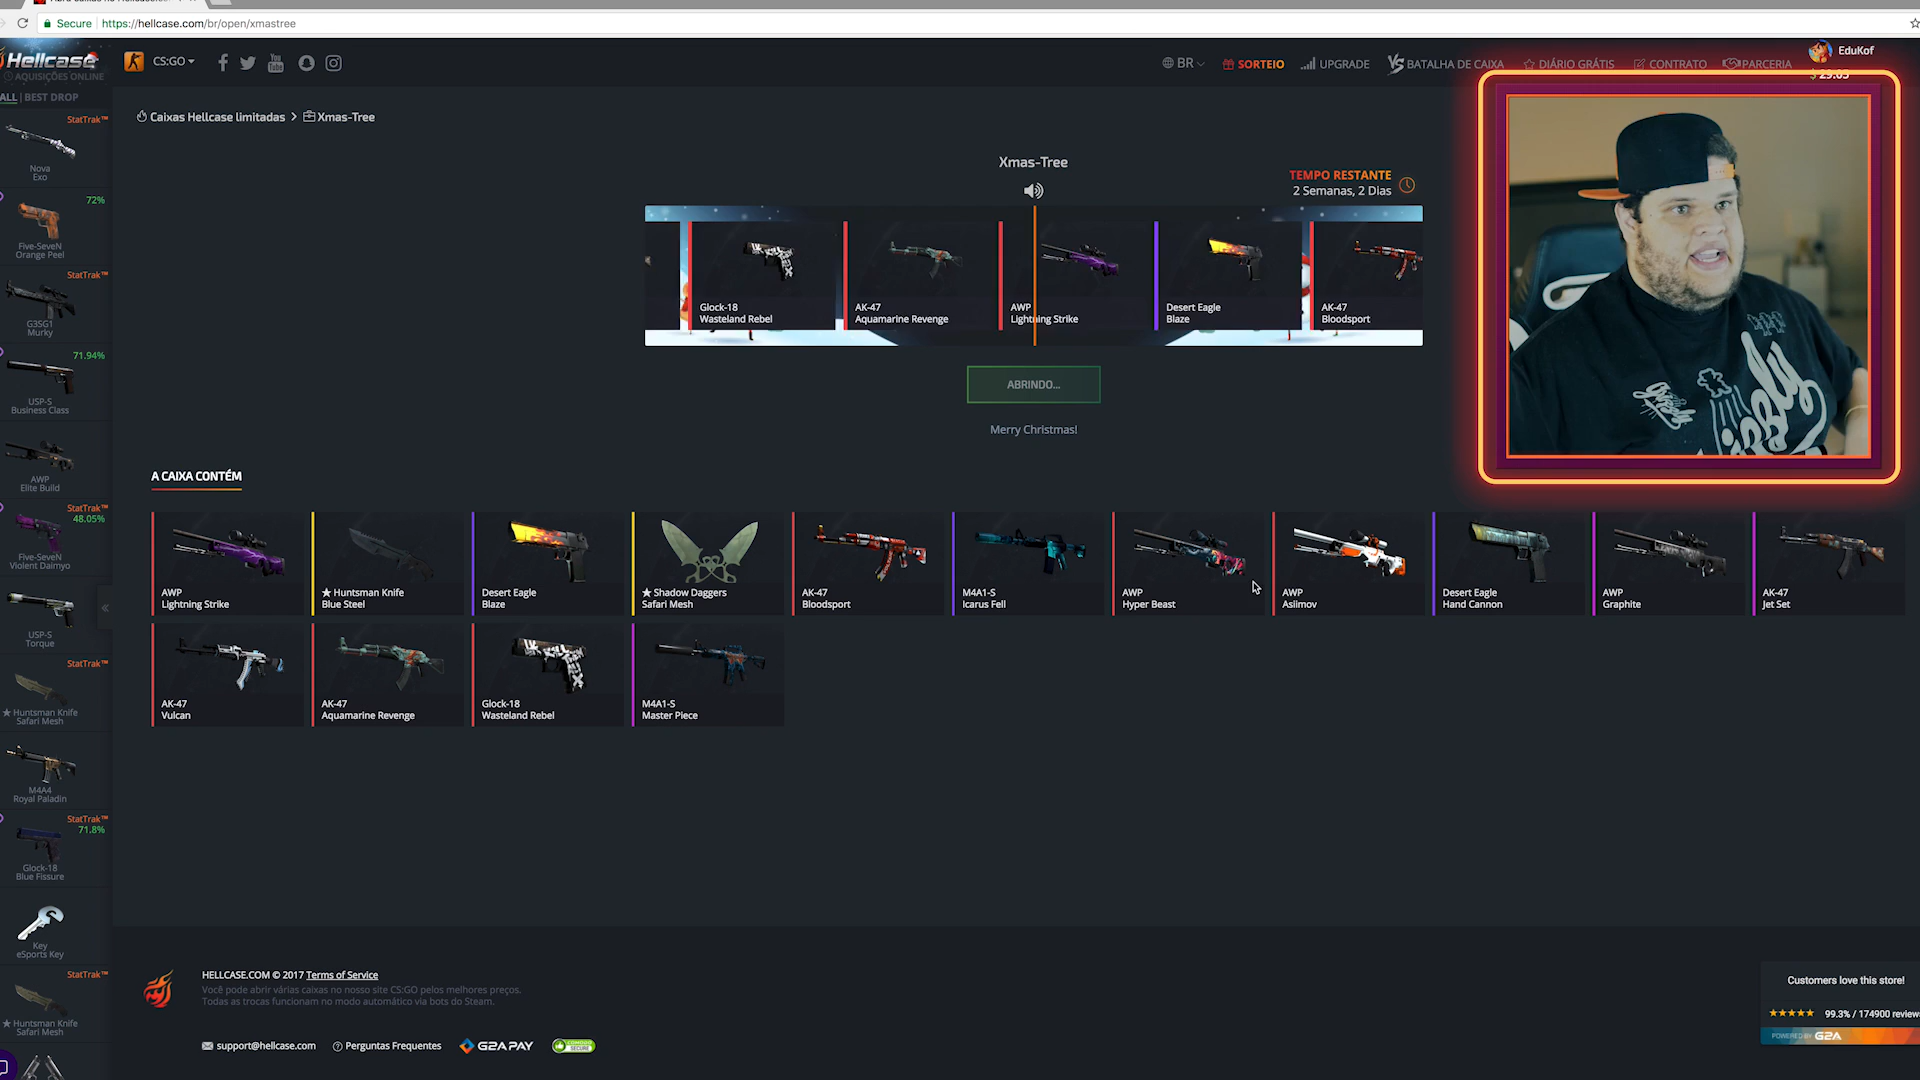 Secure https://hellcase.com/br/open/xmastree
Hellcase
AQUISIÇÕES ONLINE
ALL | BEST DROP
CS:GO
BR
SORTEIO
UPGRADE
BATALHA DE CAIXA
DIÁRIO GRÁTIS
CONTRATO
PARCERIA
EduKof
Caixas Hellcase limitadas > Xmas-Tree
Xmas-Tree
TEMPO RESTANTE
2 Semanas, 2 Dias
Glock-18
Wasteland Rebel
AK-47
Aquamarine Revenge
AWP
Lightning Strike
Desert Eagle
Blaze
AK-47
Bloodsport
ABRINDO...
Merry Christmas!
A CAIXA CONTÉM
AWP
Lightning Strike
★ Huntsman Knife
Blue Steel
Desert Eagle
Blaze
★ Shadow Daggers
Safari Mesh
AK-47
Bloodsport
M4A1-S
Icarus Fell
AWP
Hyper Beast
AWP
Asiimov
Desert Eagle
Hand Cannon
AWP
Graphite
AK-47
Jet Set
AK-47
Vulcan
AK-47
Aquamarine Revenge
Glock-18
Wasteland Rebel
M4A1-S
Master Piece
StatTrak™
Nova
Exo
72%
Five-SeveN
Orange Peel
StatTrak™
G3SG1
Murky
71.94%
USP-S
Business Class
AWP
Elite Build
StatTrak™
48.05%
Five-SeveN
Violent Daimyo
USP-S
Torque
StatTrak™
★ Huntsman Knife
Safari Mesh
M4A4
Royal Paladin
StatTrak™
71.8%
Glock-18
Blue Fissure
Key
eSports Key
StatTrak™
★ Huntsman Knife
Safari Mesh
HELLCASE.COM © 2017 Terms of Service
Você pode abrir várias caixas no nosso site CS:GO pelos melhores preços.
Todas as trocas funcionam no modo automático via bots do Steam.
support@hellcase.com
Perguntas Frequentes
G2A PAY
Customers love this store!
99.3% / 174900 reviews
POWERED BY G2A